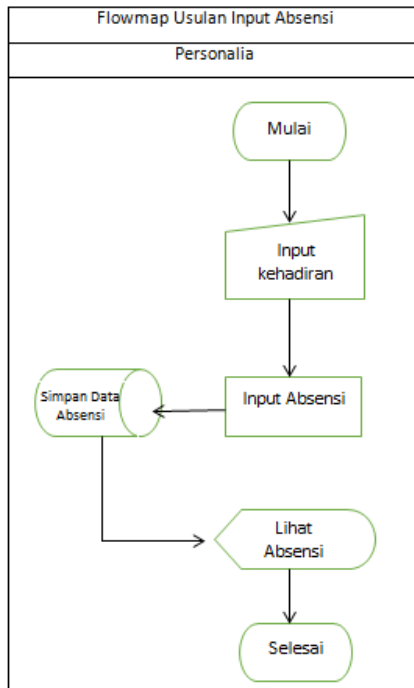 Flowmap Usulan Input Absensi
Personalia
Mulai
Input
kehadiran
Input Absensi
Simpan Data
Absensi
Lihat
Absensi
Selesai